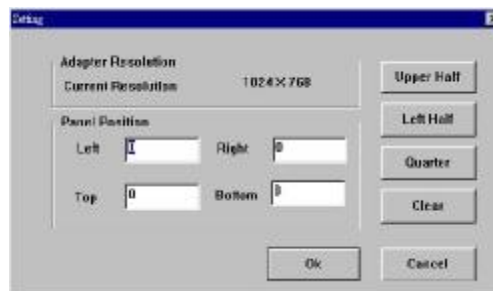 Setting
Adapter Resolution
Current Resolution 1024×768
Panel Position
Left Right 0
Top 0 Bottom 0
Upper Half
Left Half
Quarter
Clear
Ok
Cancel